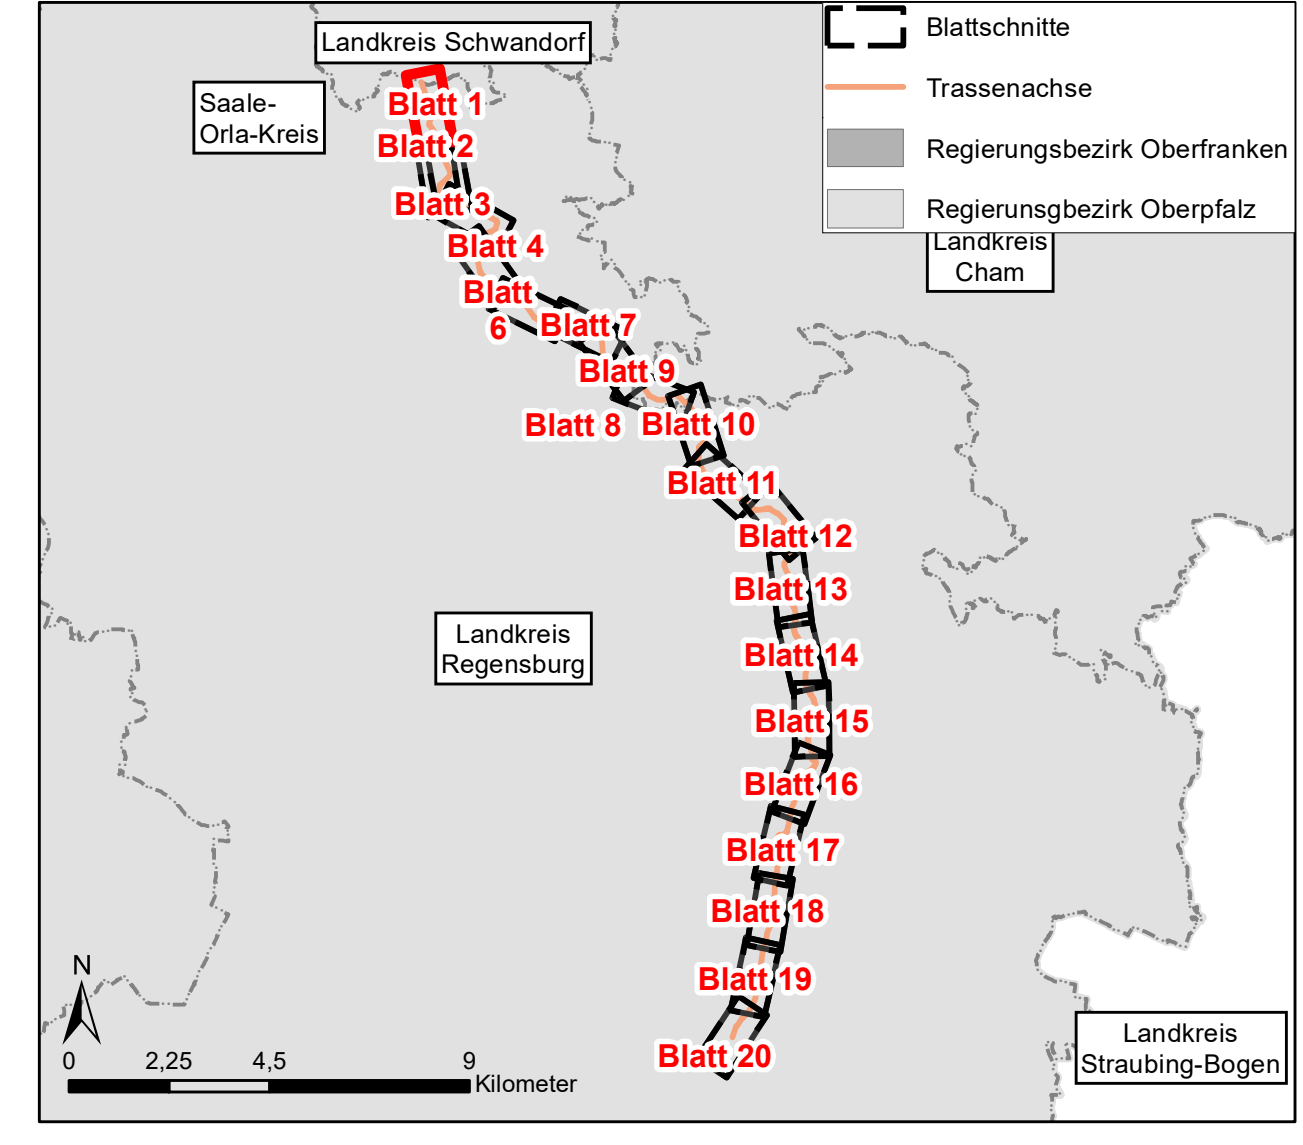 Landkreis Schwandorf
Saale-
Orla-Kreis
Blattschnitte
Trassenachse
Regierungsbezirk Oberfranken
Regierunsgbezirk Oberpfalz
Landkreis
Cham
Blatt 1
Blatt 2
Blatt 3
Blatt 4
Blatt
6
Blatt 7
Blatt 9
Blatt 8
Blatt 10
Blatt 11
Blatt 12
Blatt 13
Landkreis
Regensburg
Blatt 14
Blatt 15
Blatt 16
Blatt 17
Blatt 18
Blatt 19
Blatt 20
Landkreis
Straubing-Bogen
N
0 2,25 4,5 9
Kilometer